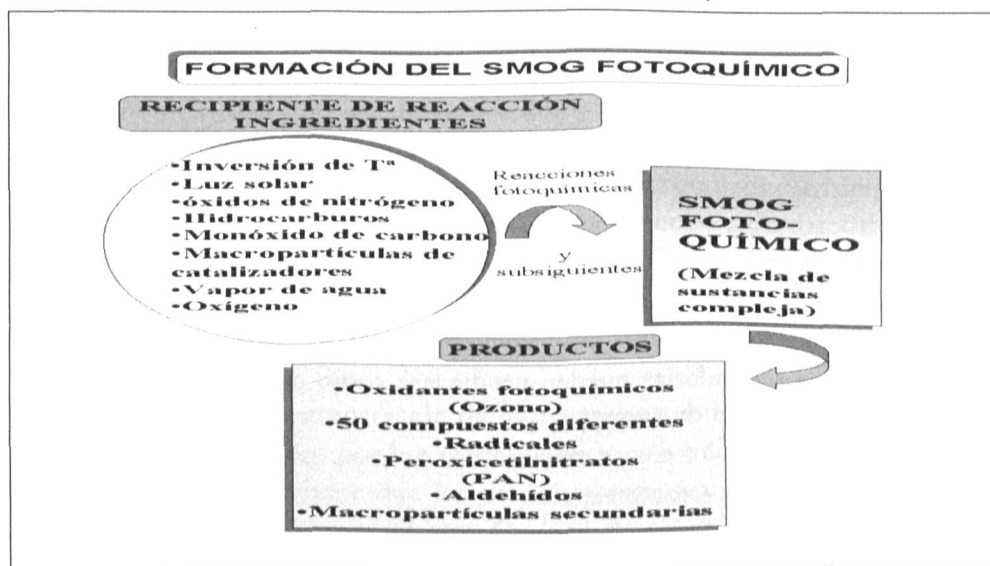 FORMACIÓN DEL SMOG FOTOQUÍMICO
RECIPIENTE DE REACCIÓN
INGREDIENTES
•Inversión de Tª
•Luz solar
•óxidos de nitrógeno
•Hidrocarburos
•Monóxido de carbono
•Macropartículas de
catalizadores
•Vapor de agua
•Oxígeno
Reacciones
fotoquímicas
y
subsiguientes
SMOG
FOTO-
QUÍMICO
(Mezcla de
sustancias
compleja)
PRODUCTOS
•Oxidantes fotoquímicos
(Ozono)
•50 compuestos diferentes
•Radicales
•Peroxicetilnitratos
(PAN)
•Aldehídos
•Macropartículas secundarias